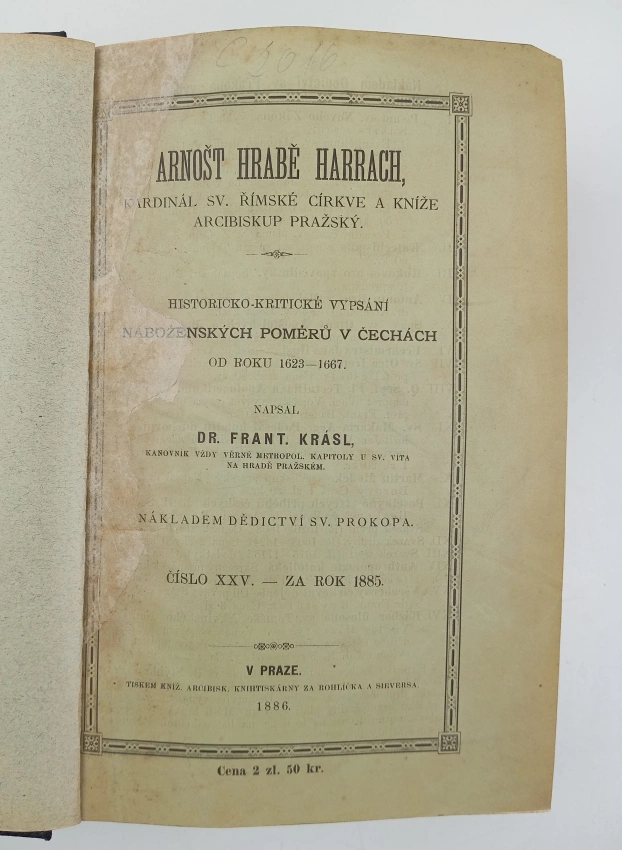 C 5016
ARNOŠT HRABĚ HARRACH,
KARDINÁL SV. ŘÍMSKÉ CÍRKVE A KNÍŽE
ARCIBISKUP PRAŽSKÝ.
HISTORICKO-KRITICKÉ VYPSÁNÍ
NÁBOŽENSKÝCH POMĚRŮ V ČECHÁCH
OD ROKU 1623—1667.
NAPSAL
DR. FRANT. KRÁSL,
KANOVNÍK VŽDY VĚRNÉ METROPOL. KAPITOLY U SV. VÍTA
NA HRADĚ PRAŽSKÉM.
NÁKLADEM DĚDICTVÍ SV. PROKOPA.
ČÍSLO XXV. — ZA ROK 1885.
V PRAZE.
TISKEM KNÍŽ. ARCIBISK. KNIHTISKÁRNY ZA ROHLÍČKA A SIEVERSA.
1886.
Cena 2 zl. 50 kr.